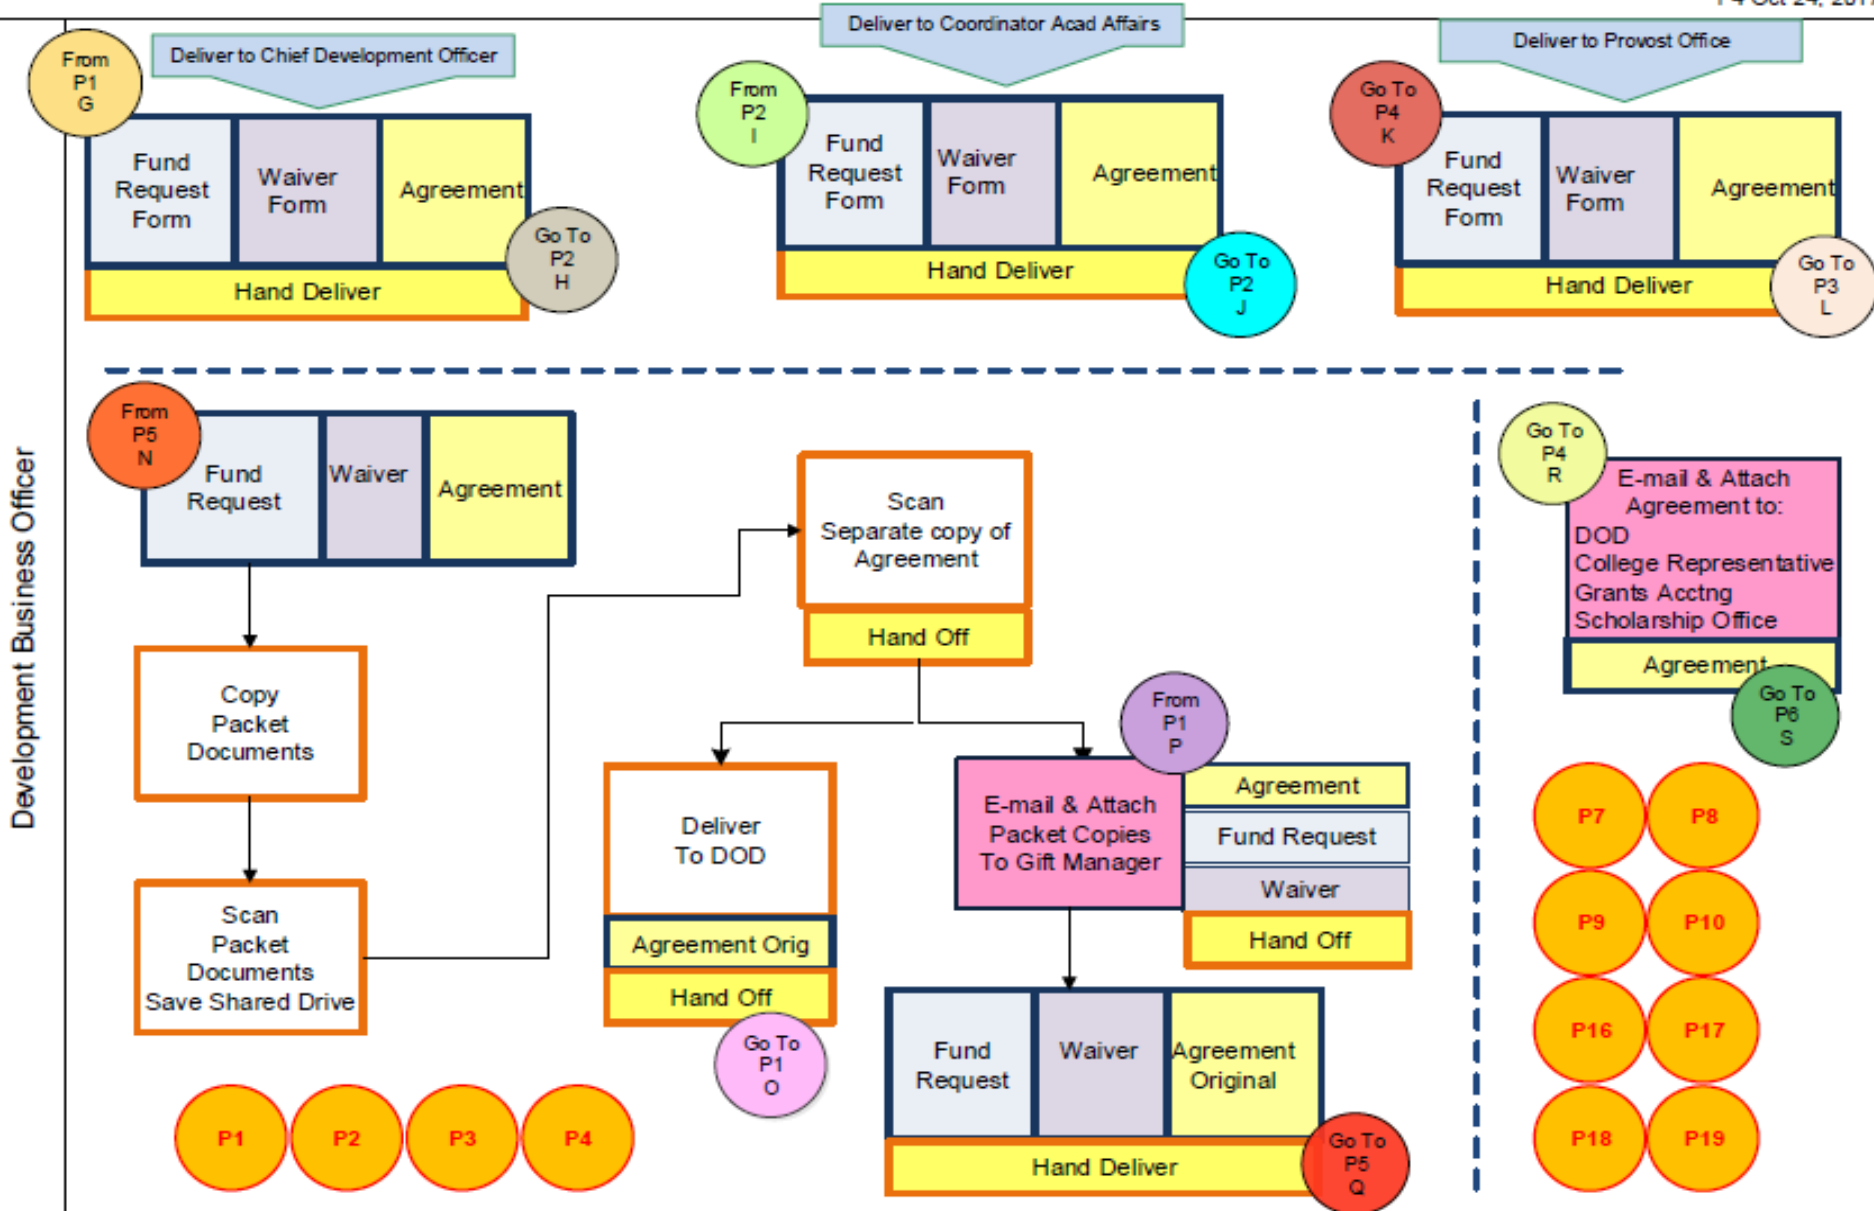 Deliver to Coordinator Acad Affairs
Deliver to Chief Development Officer
Deliver to Provost Office
From
P1
G
Fund
Request
Form
Waiver
Form
Agreement
Hand Deliver
Go To
P2
H
From
P2
I
Fund
Request
Form
Waiver
Form
Agreement
Hand Deliver
Go To
P2
J
Go To
P4
K
Fund
Request
Form
Waiver
Form
Agreement
Hand Deliver
Go To
P3
L
Development Business Officer
From
P5
N
Fund
Request
Waiver
Agreement
Copy
Packet
Documents
Scan
Packet
Documents
Save Shared Drive
Scan
Separate copy of
Agreement
Hand Off
Deliver
To DOD
Agreement Orig
Hand Off
Go To
P1
O
From
P1
P
E-mail & Attach
Packet Copies
To Gift Manager
Agreement
Fund Request
Waiver
Hand Off
Fund
Request
Waiver
Agreement
Original
Hand Deliver
Go To
P5
Q
Go To
P4
R
E-mail & Attach
Agreement to:
DOD
College Representative
Grants Acctng
Scholarship Office
Agreement
Go To
P6
S
P7
P8
P9
P10
P16
P17
P18
P19
P1
P2
P3
P4